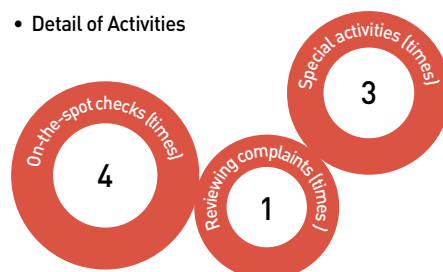 • Detail of Activities
On-the-spot checks (times)
4
Reviewing complaints (times )
1
Special activities (times)
3